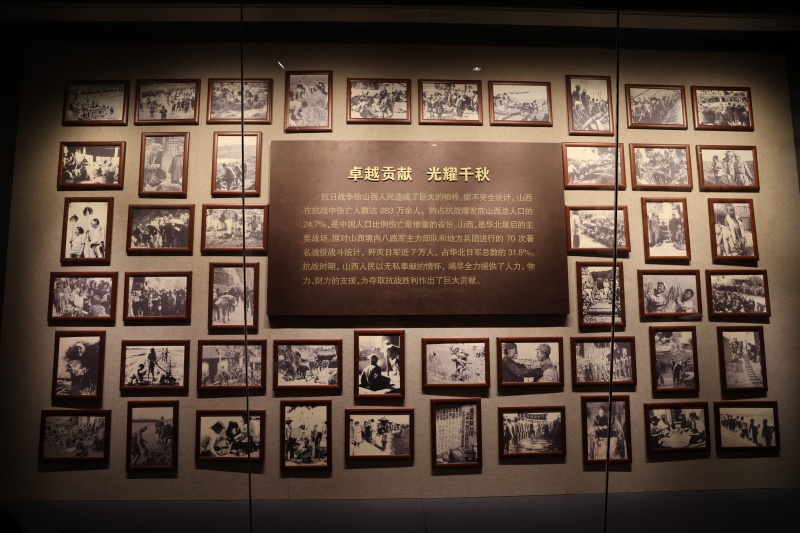 卓越贡献 光耀千秋
抗日战争给山西人民造成了巨大的牺牲，据不完全统计，山西
在抗战中伤亡人数达 283 万余人，约占抗战爆发前山西总人口的
24.7%，是中国人口比例伤亡最惨重的省份。山西，是华北敌后的主
要战场，据对山西境内八路军主力部队和地方兵团进行的 70 次著
名战役战斗统计，歼灭日军近 7 万人，占华北日军总数的 31.8%。
抗战时期，山西人民以无私奉献的情怀，竭尽全力提供了人力、物
力、财力的支援，为夺取抗战胜利作出了巨大贡献。